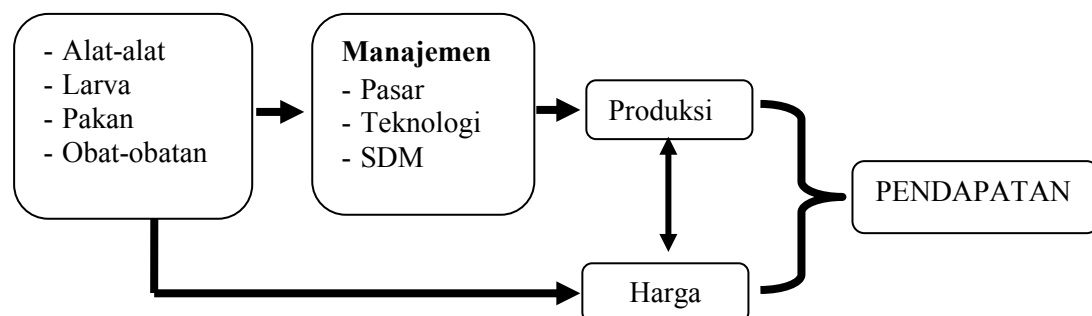 - Alat-alat
- Larva
- Pakan
- Obat-obatan
Manajemen
- Pasar
- Teknologi
- SDM
Produksi
Harga
PENDAPATAN